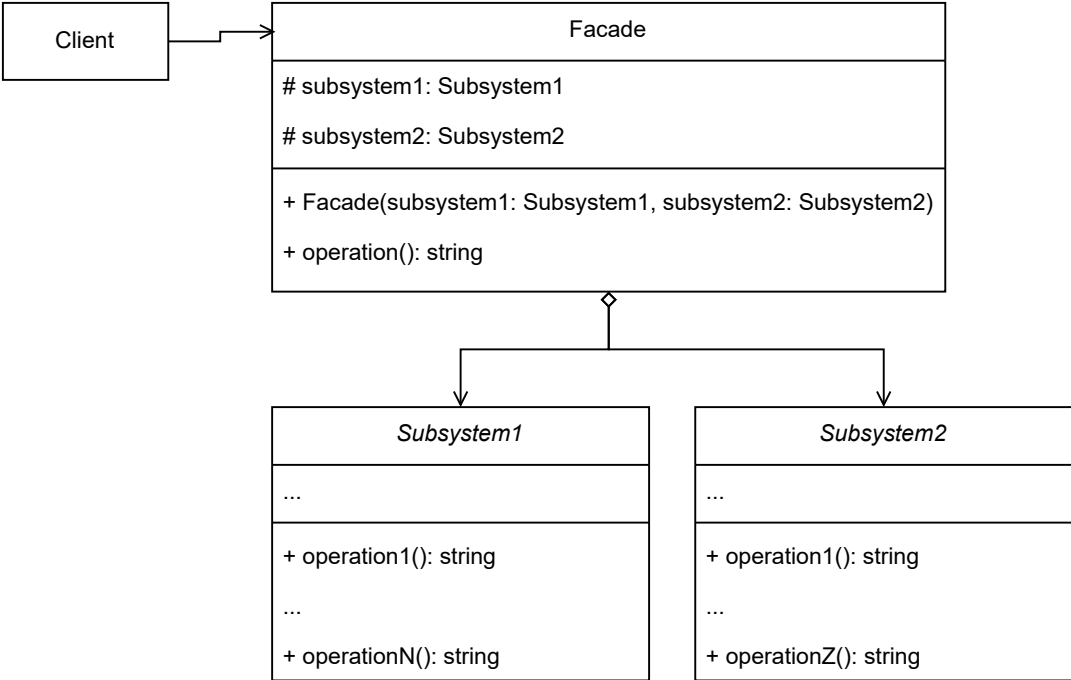 Client
Facade
# subsystem1: Subsystem1
# subsystem2: Subsystem2
+ Facade(subsystem1: Subsystem1, subsystem2: Subsystem2)
+ operation(): string
Subsystem1
...
+ operation1(): string
...
+ operationN(): string
Subsystem2
...
+ operation1(): string
...
+ operationZ(): string